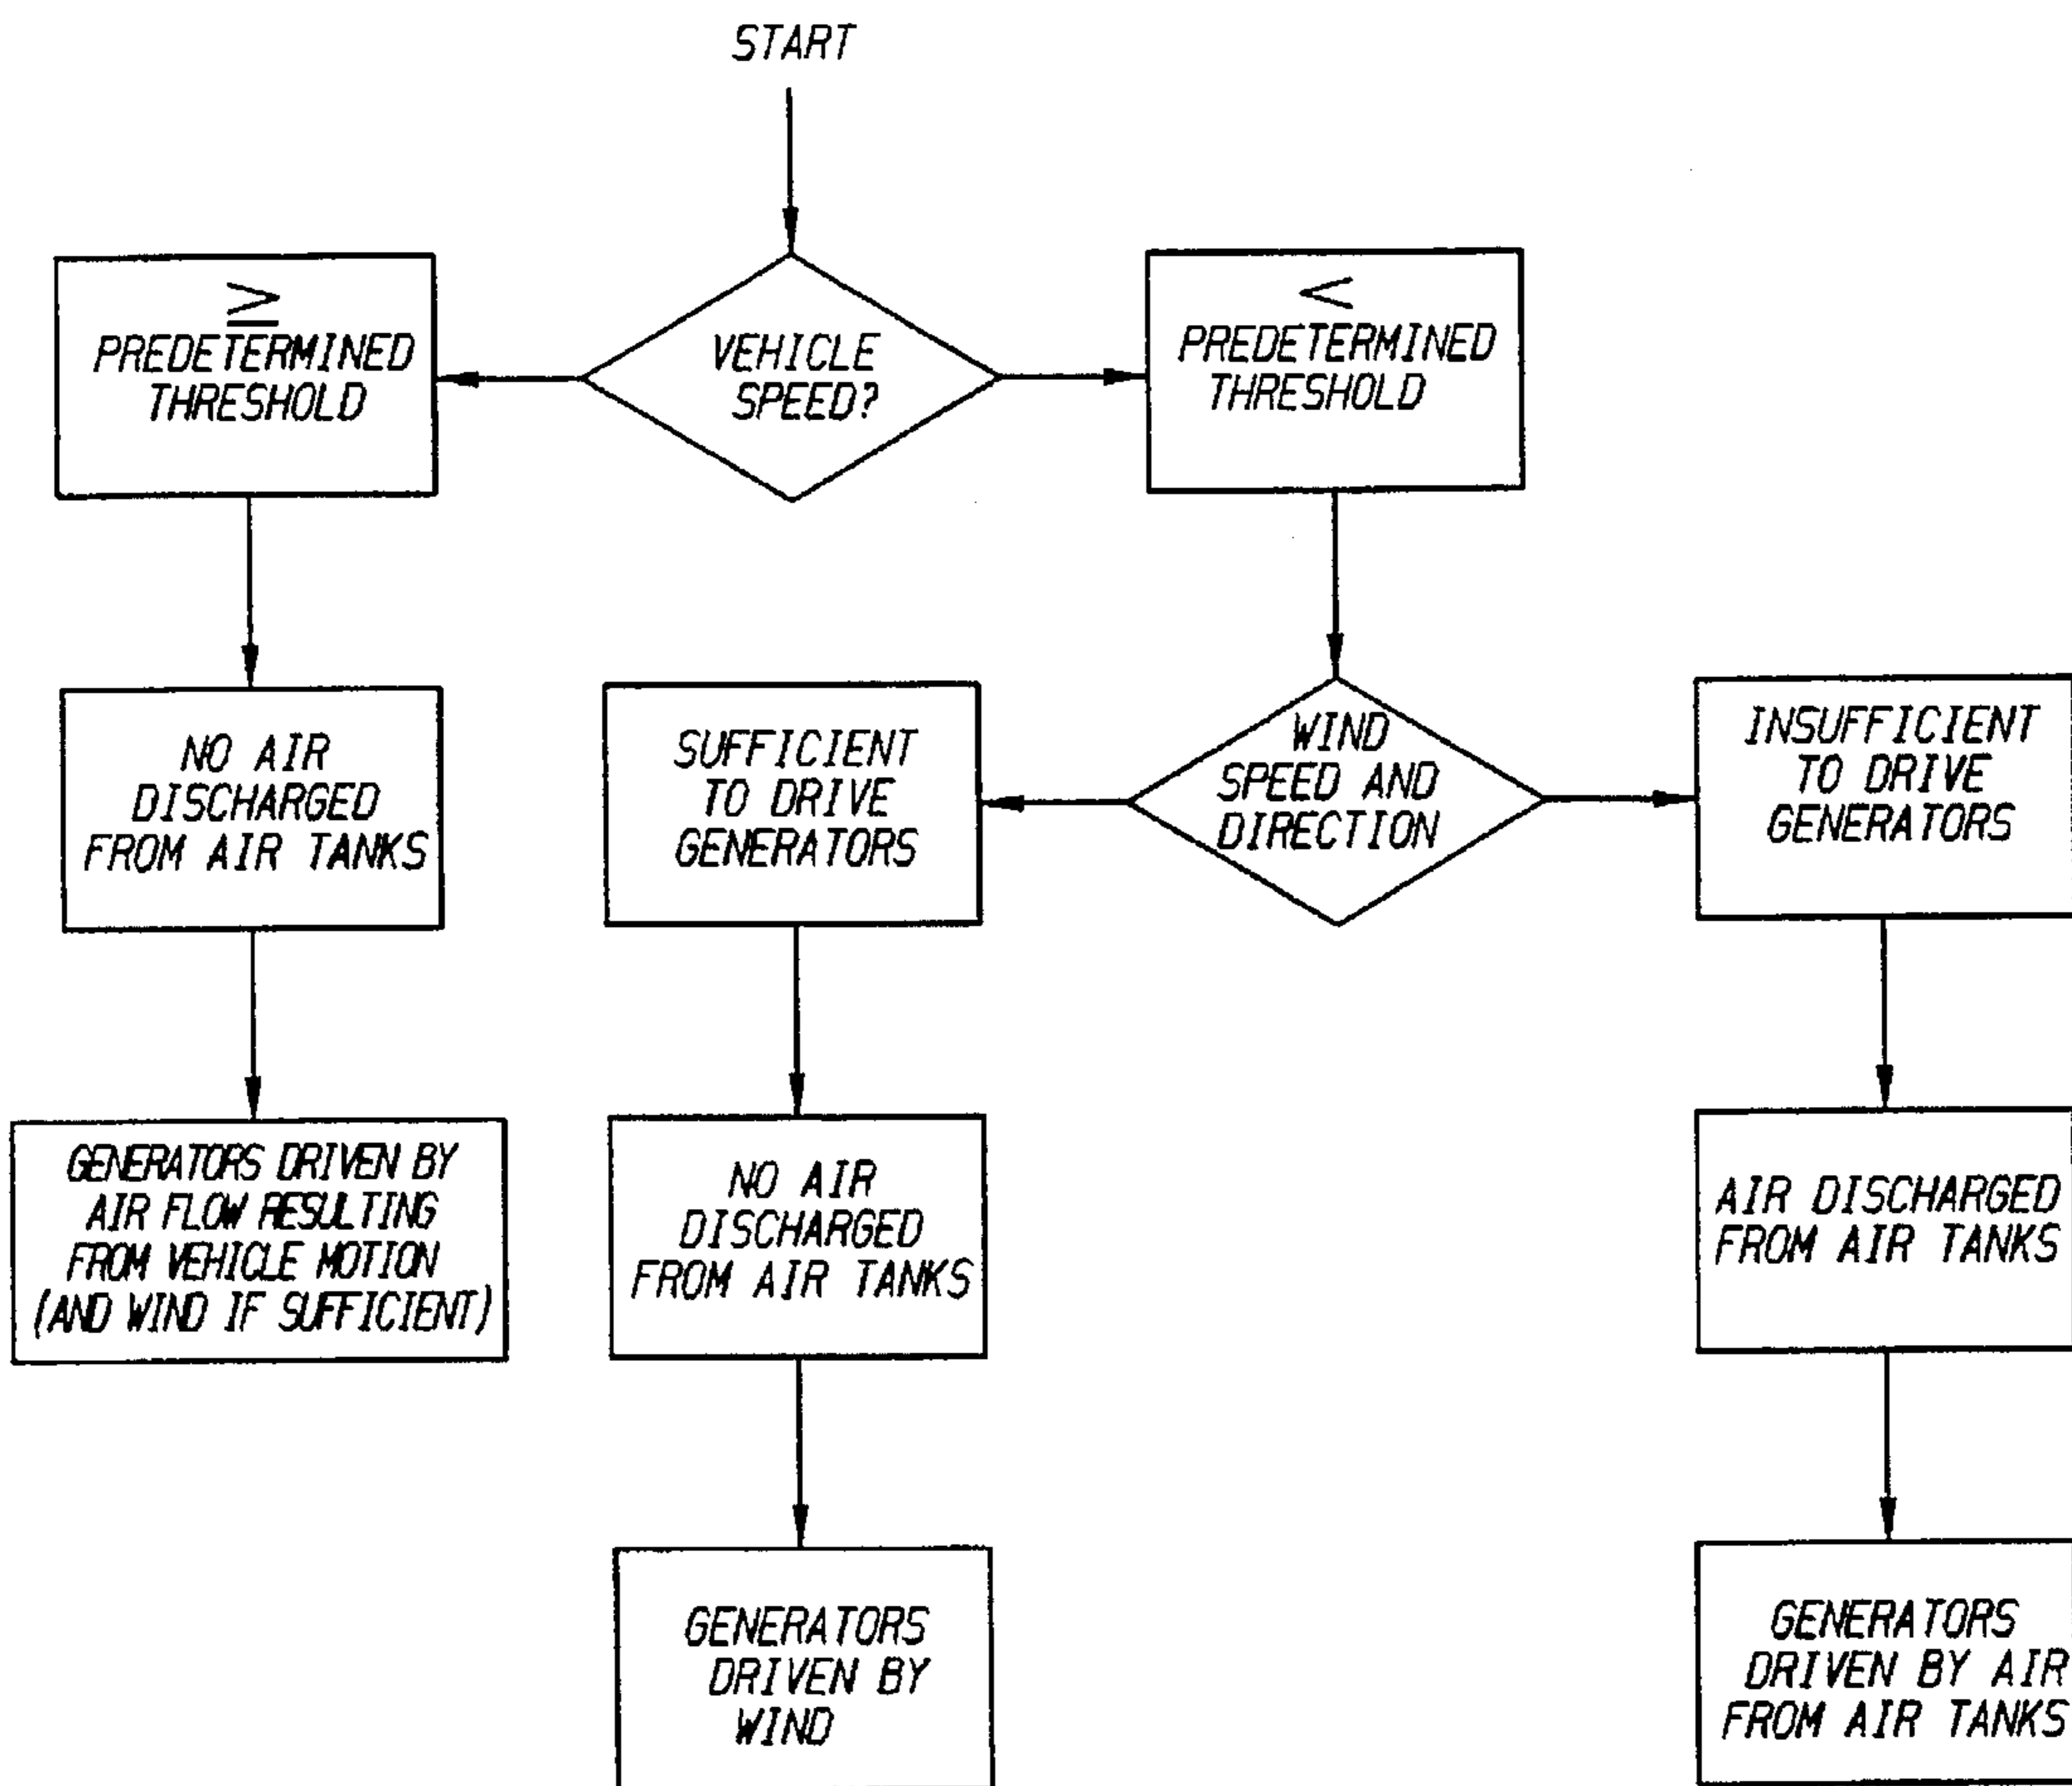 START
≥
PREDETERMINED
THRESHOLD
VEHICLE
SPEED?
<
PREDETERMINED
THRESHOLD
NO AIR
DISCHARGED
FROM AIR TANKS
SUFFICIENT
TO DRIVE
GENERATORS
WIND
SPEED AND
DIRECTION
INSUFFICIENT
TO DRIVE
GENERATORS
GENERATORS DRIVEN BY
AIR FLOW RESULTING
FROM VEHICLE MOTION
(AND WIND IF SUFFICIENT)
NO AIR
DISCHARGED
FROM AIR TANKS
AIR DISCHARGED
FROM AIR TANKS
GENERATORS
DRIVEN BY
WIND
GENERATORS
DRIVEN BY AIR
FROM AIR TANKS